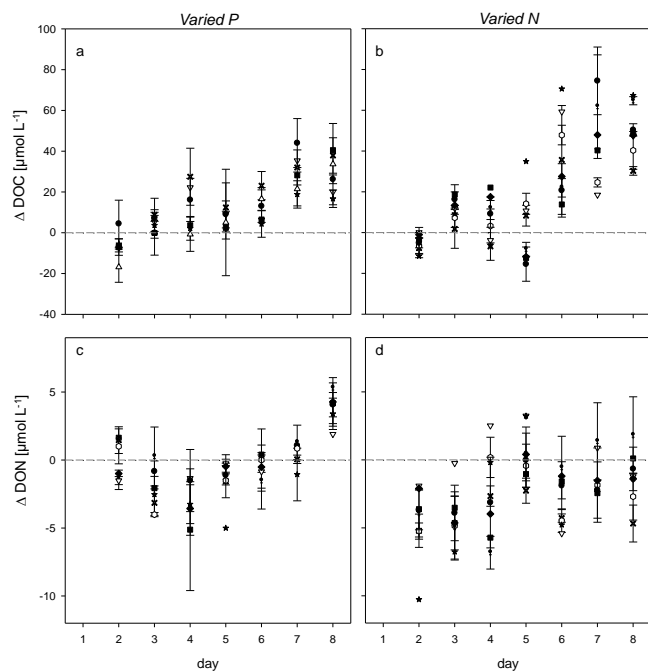 Varied P
Varied N
a
b
Δ DOC [µmol L-1]
100
80
60
40
20
0
-20
-40
c
d
Δ DON [µmol L-1]
5
0
-5
-10
1 2 3 4 5 6 7 8
1 2 3 4 5 6 7 8
day
day